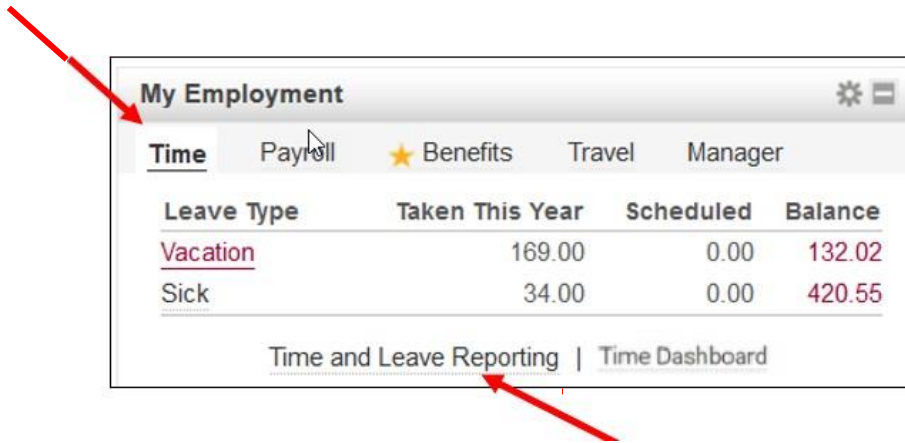 My Employment
Time Payroll Benefits Travel Manager
Leave Type Taken This Year Scheduled Balance
Vacation 169.00 0.00 132.02
Sick 34.00 0.00 420.55
Time and Leave Reporting | Time Dashboard